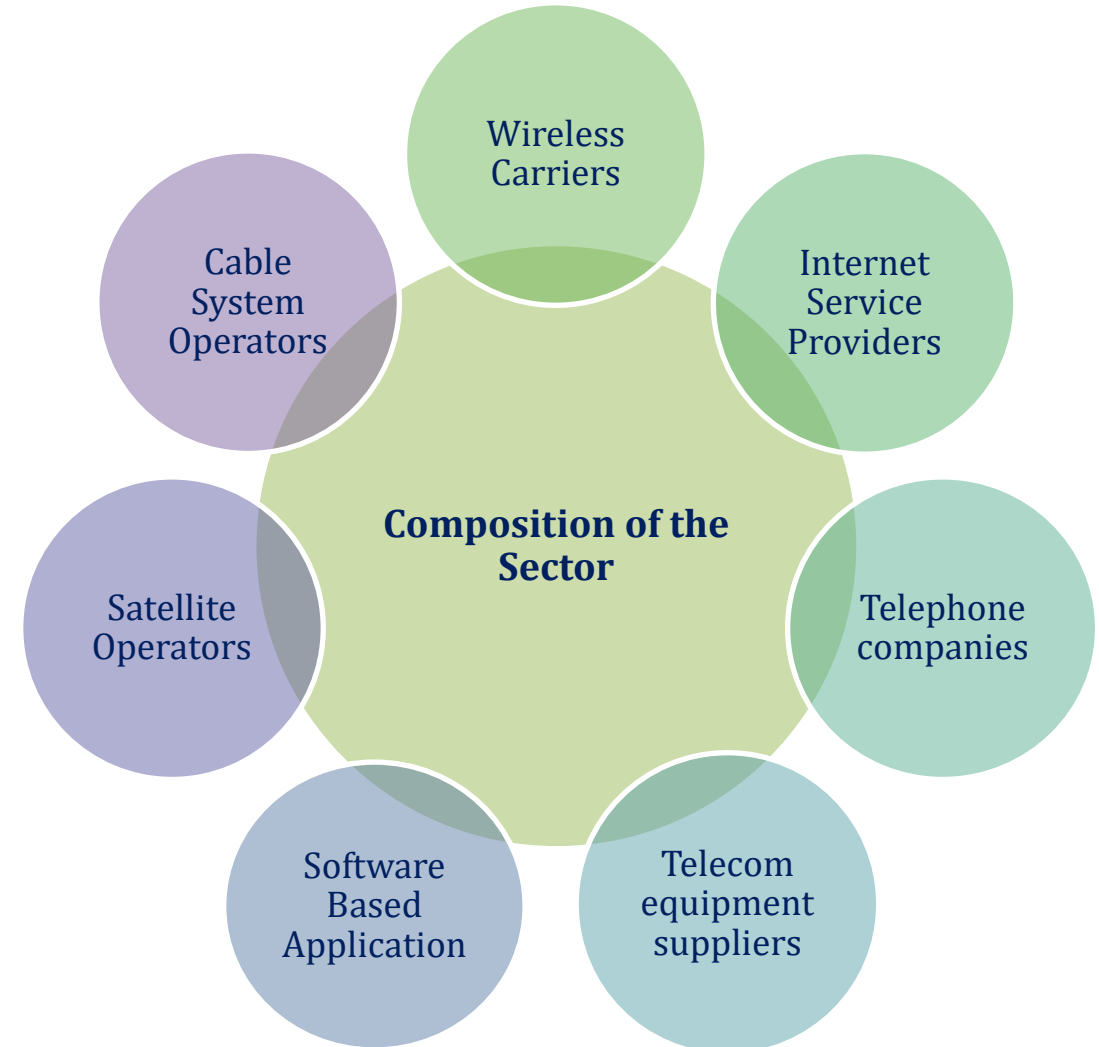 Wireless
Carriers
Internet
Service
Providers
Telephone
companies
Telecom
equipment
suppliers
Software
Based
Application
Satellite
Operators
Cable
System
Operators
Composition of the
Sector